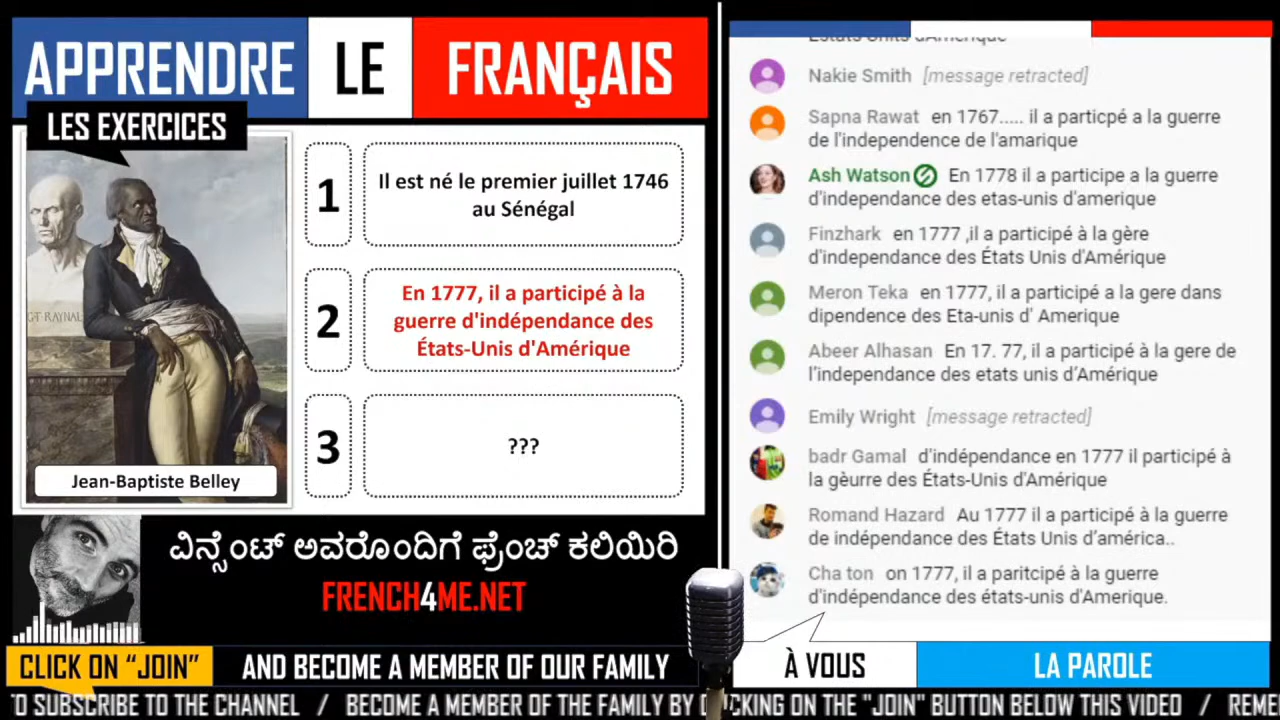 APPRENDRE LE FRANÇAIS
LES EXERCICES
1
Il est né le premier juillet 1746
au Sénégal
2
En 1777, il a participé à la
guerre d'indépendance des
États-Unis d'Amérique
3
???
Jean-Baptiste Belley
ವಿನ್ಸೆಂಟ್ ಅವರೊಂದಿಗೆ ಫ್ರೆಂಚ್ ಕಲಿಯಿರಿ
FRENCH4ME.NET
CLICK ON “JOIN”
AND BECOME A MEMBER OF OUR FAMILY
Nakie Smith [message retracted]
Sapna Rawat en 1767..... il a particpé a la guerre
de l'independence de l'amarique
Ash Watson En 1778 il a participe a la guerre
d'independance des etas-unis d'amerique
Finzhark en 1777 ,il a participé à la gère
d'independance des États Unis d'Amérique
Meron Teka en 1777, il a participé a la gere dans
dipendence des Eta-unis d' Amerique
Abeer Alhasan En 17. 77, il a participé à la gere de
l’independance des etats unis d’Amérique
Emily Wright [message retracted]
badr Gamal d'indépendance en 1777 il participé à
la gèurre des États-Unis d'Amérique
Romand Hazard Au 1777 il a participé à la guerre
de indépendance des États Unis d’américa..
Cha ton on 1777, il a paritcipé à la guerre
d'indépendance des états-unis d'Amerique.
À VOUS
LA PAROLE
TO SUBSCRIBE TO THE CHANNEL / BECOME A MEMBER OF THE FAMILY BY CLICKING ON THE "JOIN" BUTTON BELOW THIS VIDEO / REME